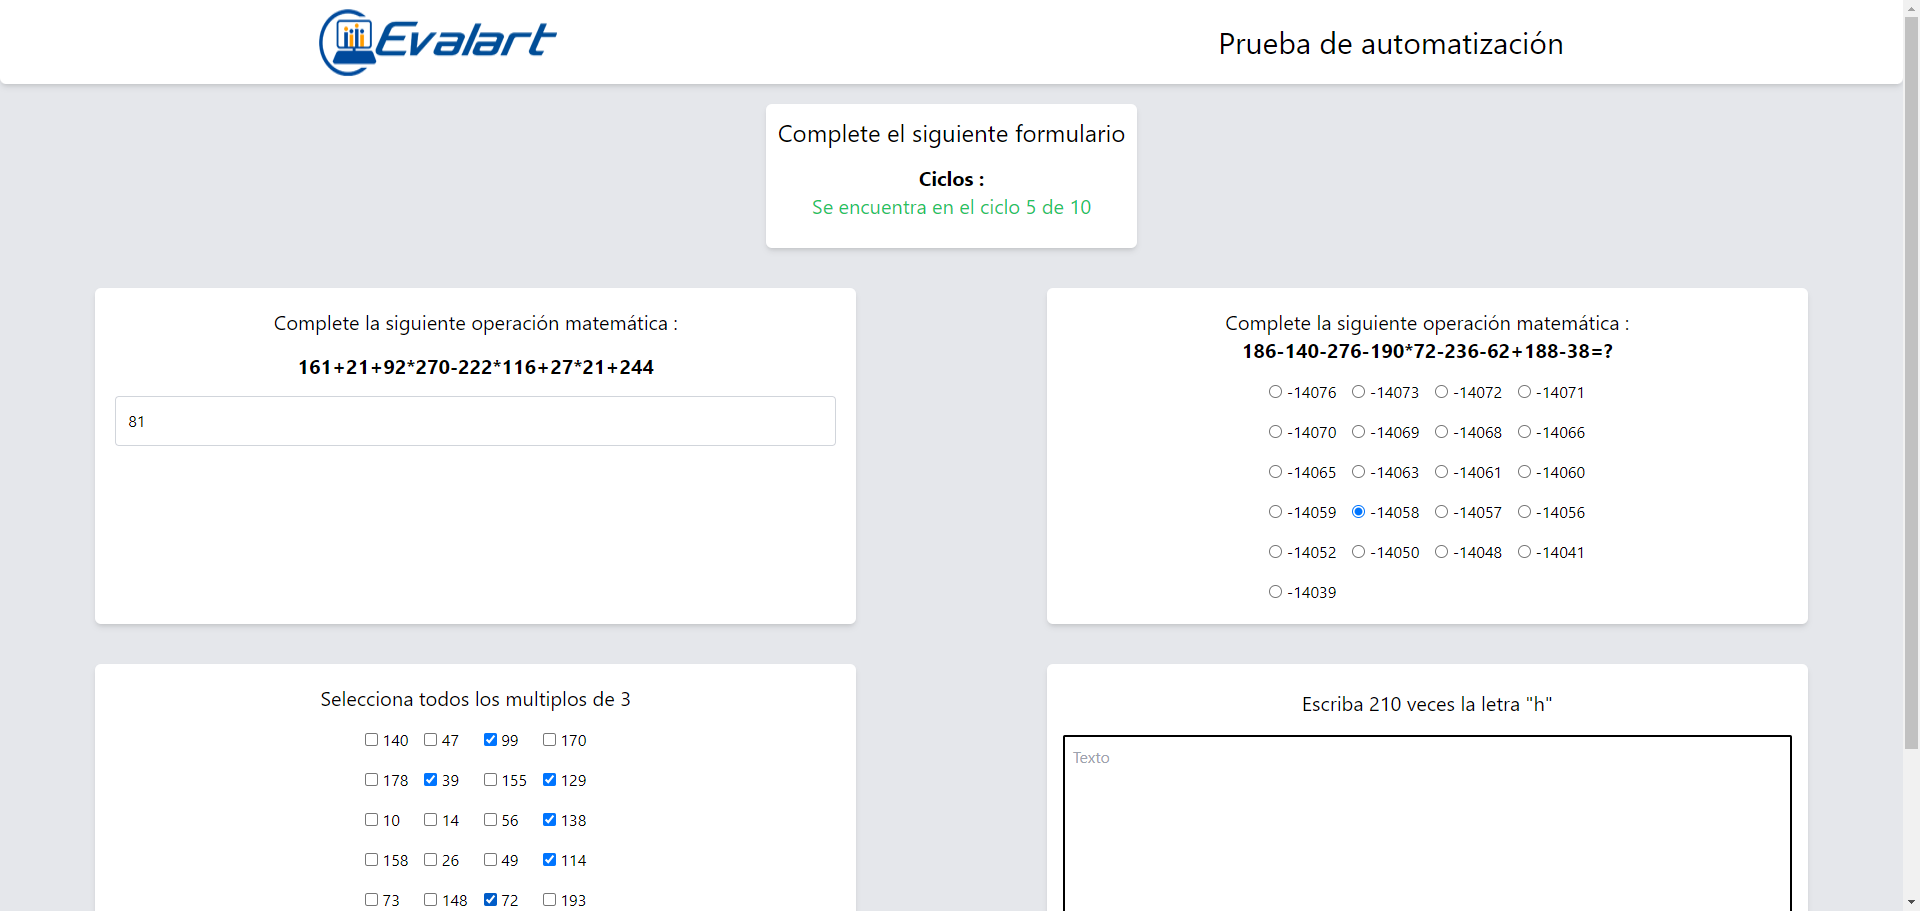 Evalart
Prueba de automatización
Complete el siguiente formulario
Ciclos :
Se encuentra en el ciclo 5 de 10
Complete la siguiente operación matemática :
161+21+92*270-222*116+27*21+244
81
Complete la siguiente operación matemática :
186-140-276-190*72-236-62+188-38=?
-14076 -14073 -14072 -14071
-14070 -14069 -14068 -14066
-14065 -14063 -14061 -14060
-14059 -14058 -14057 -14056
-14052 -14050 -14048 -14041
-14039
Selecciona todos los multiplos de 3
140 47 99 170
178 39 155 129
10 14 56 138
158 26 49 114
73 148 72 193
Escriba 210 veces la letra "h"
Texto